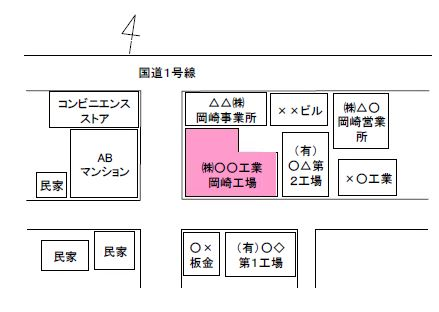 国道1号線
コンビニエンス
ストア
△△㈱
岡崎事業所
××ビル
㈱△〇
岡崎営業
所
AB
マンション
㈱〇〇工業
岡崎工場
(有)
〇△第
2工場
民家
×〇工業
民家
民家
〇×
板金
(有)〇◇
第1工場